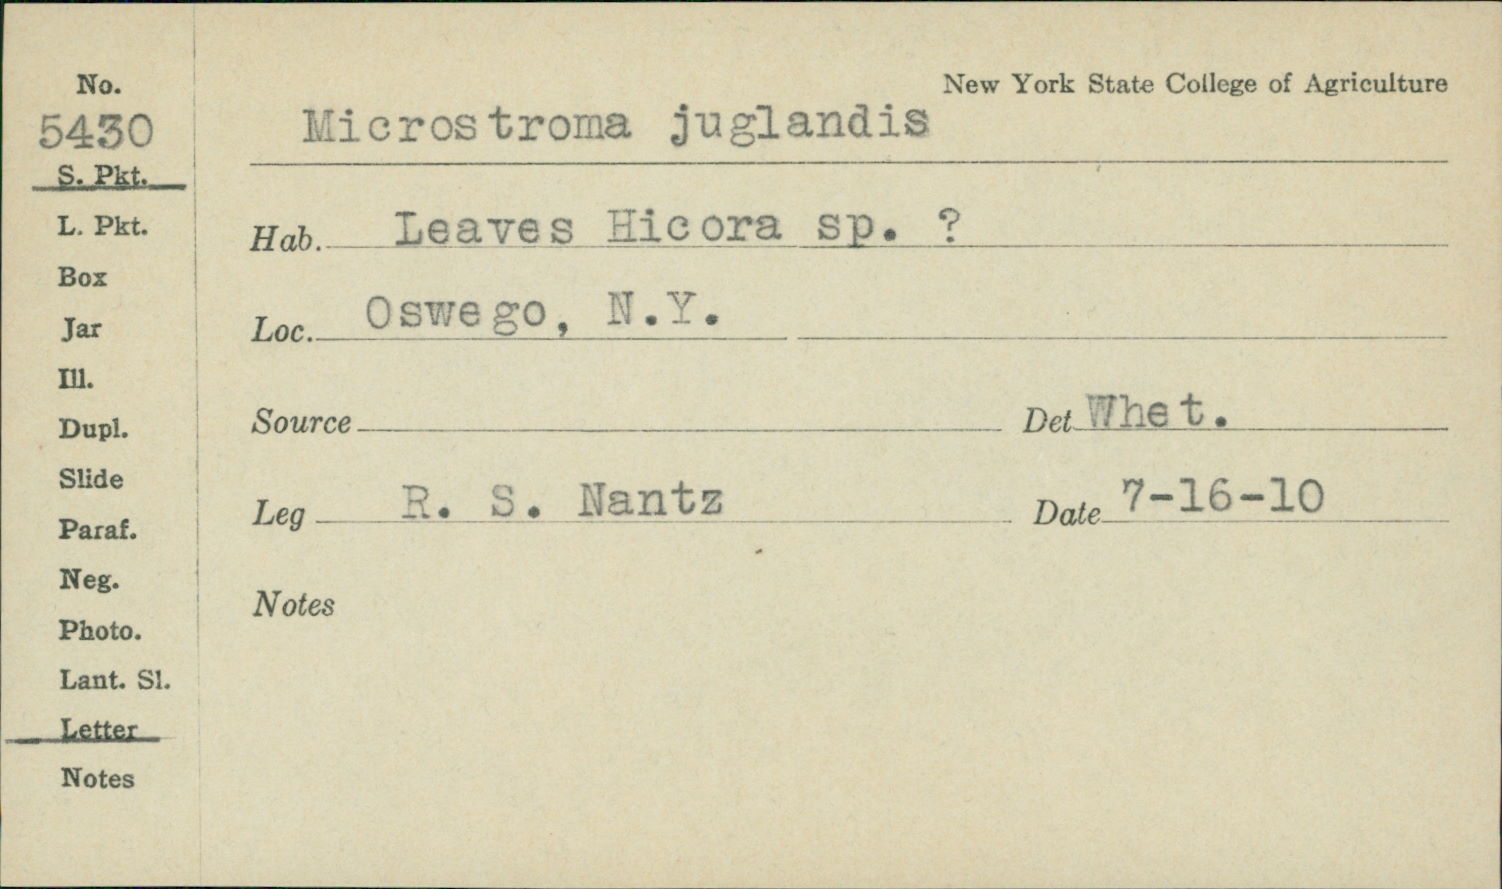 No.
5430
S. Pkt.
L. Pkt.
Box
Jar
Ill.
Dupl.
Slide
Paraf.
Neg.
Photo.
Lant. Sl.
Letter
Notes
New York State College of Agriculture
Microstroma juglandis
Hab. Leaves Hicora sp. ?
Loc. Oswego, N.Y.
Source Det Whet.
Leg R. S. Nantz Date 7-16-10
Notes